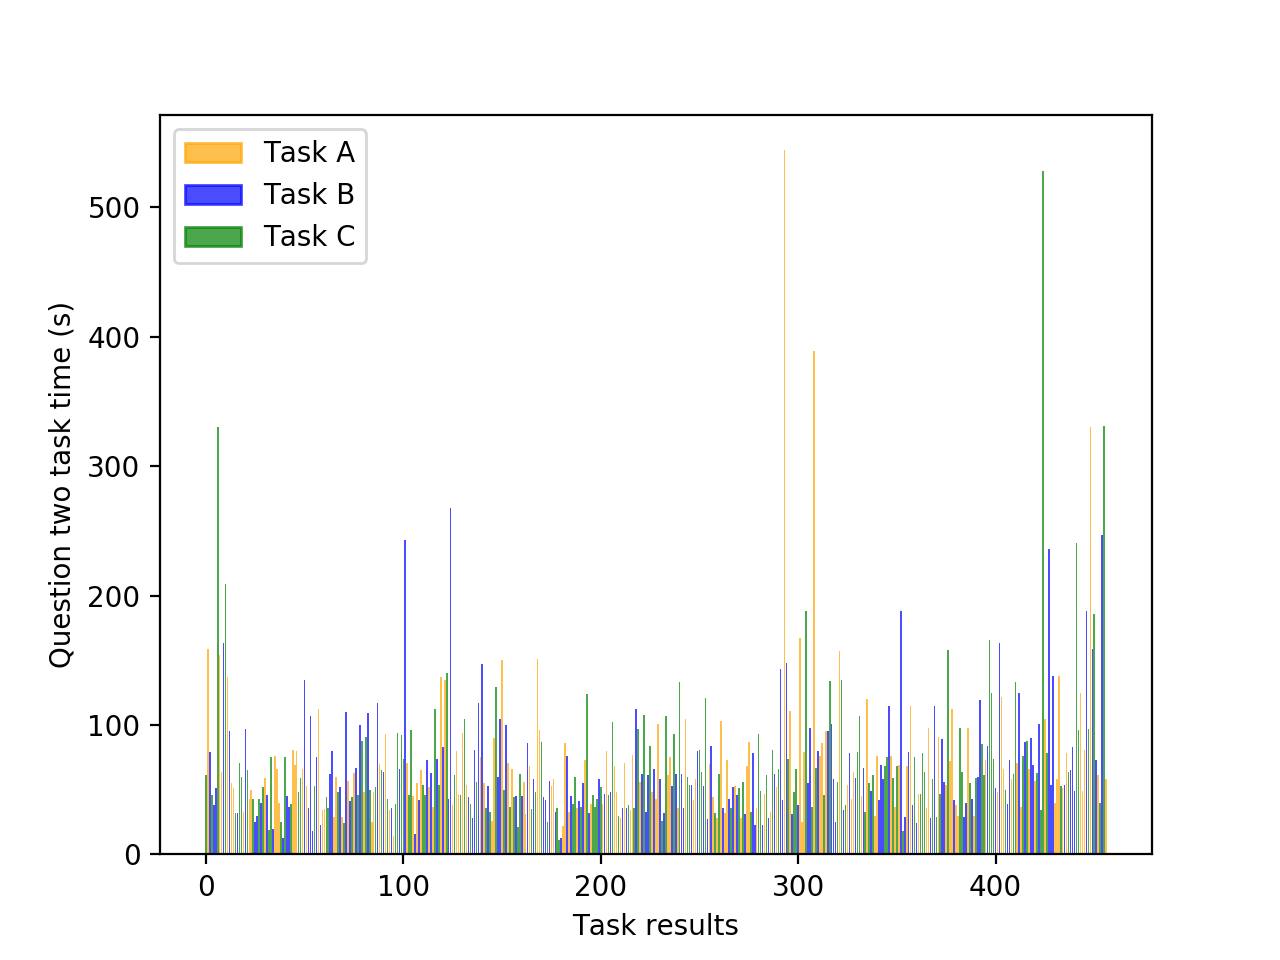 Task A
Task B
Task C
500
400
300
200
100
0
Question two task time (s)
0 100 200 300 400
Task results